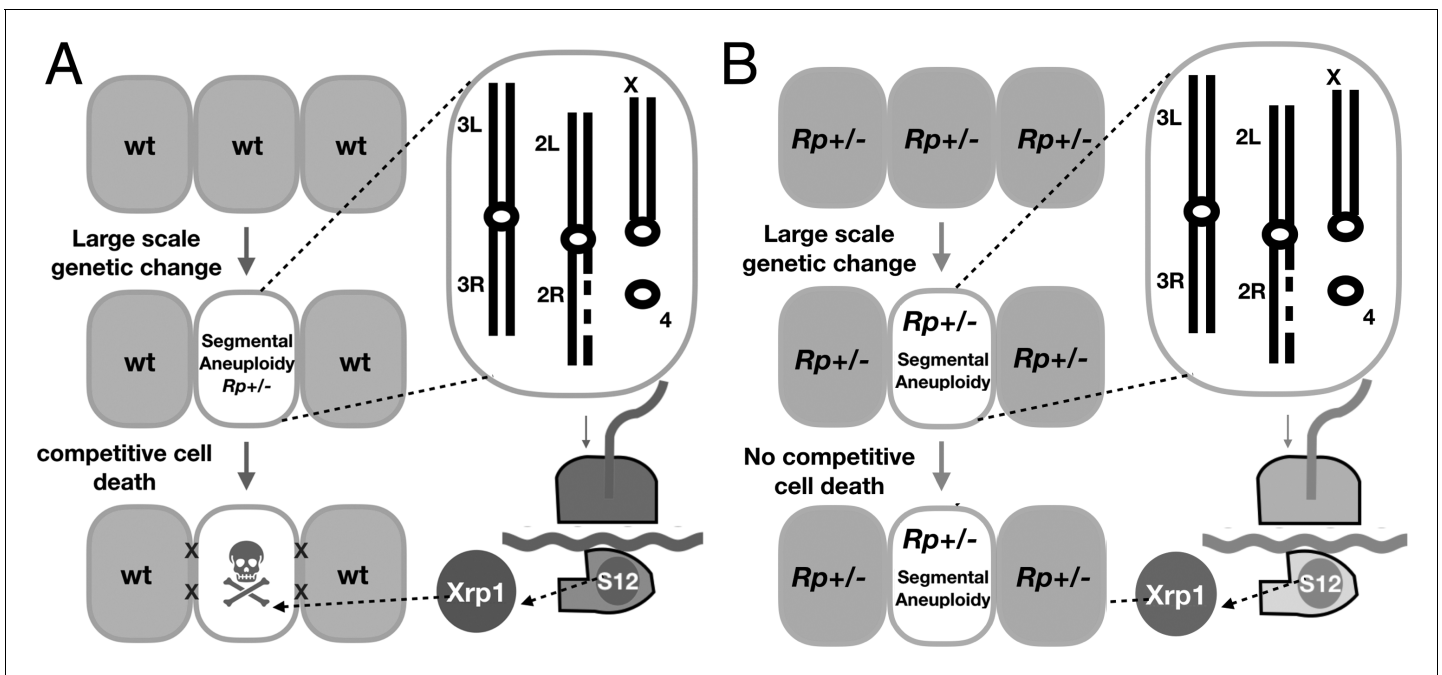 A
wt
wt
wt
Large scale
genetic change
wt
Segmental
Aneuploidy
Rp+/-
wt
competitive cell
death
wt
X
X
X
X
wt
3L
3R
2L
2R
X
4
Xrp1
S12
B
Rp+/-
Rp+/-
Rp+/-
Large scale
genetic change
Rp+/-
Rp+/-
Segmental
Aneuploidy
Rp+/-
No competitive
cell death
Rp+/-
Rp+/-
Segmental
Aneuploidy
Rp+/-
3L
3R
2L
2R
X
4
Xrp1
S12